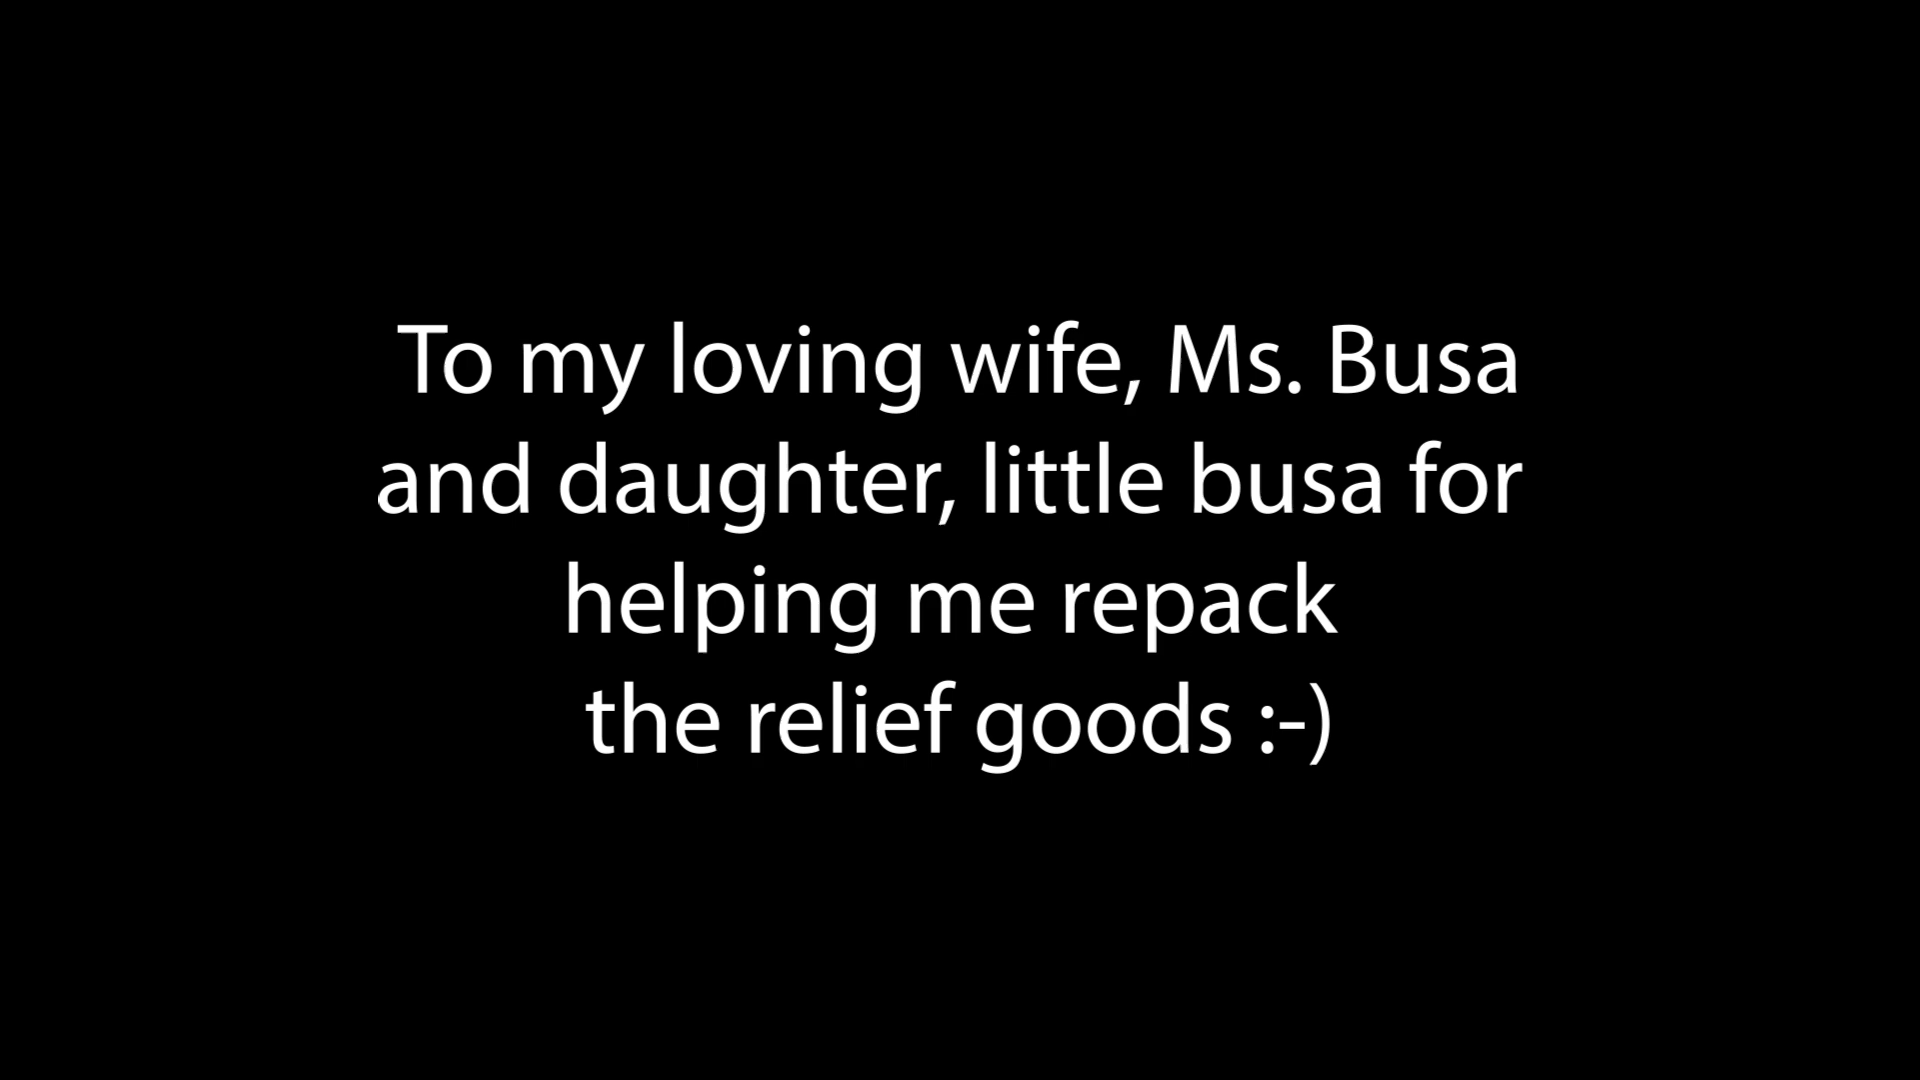 To my loving wife, Ms. Busa
and daughter, little busa for
helping me repack
the relief goods :-)